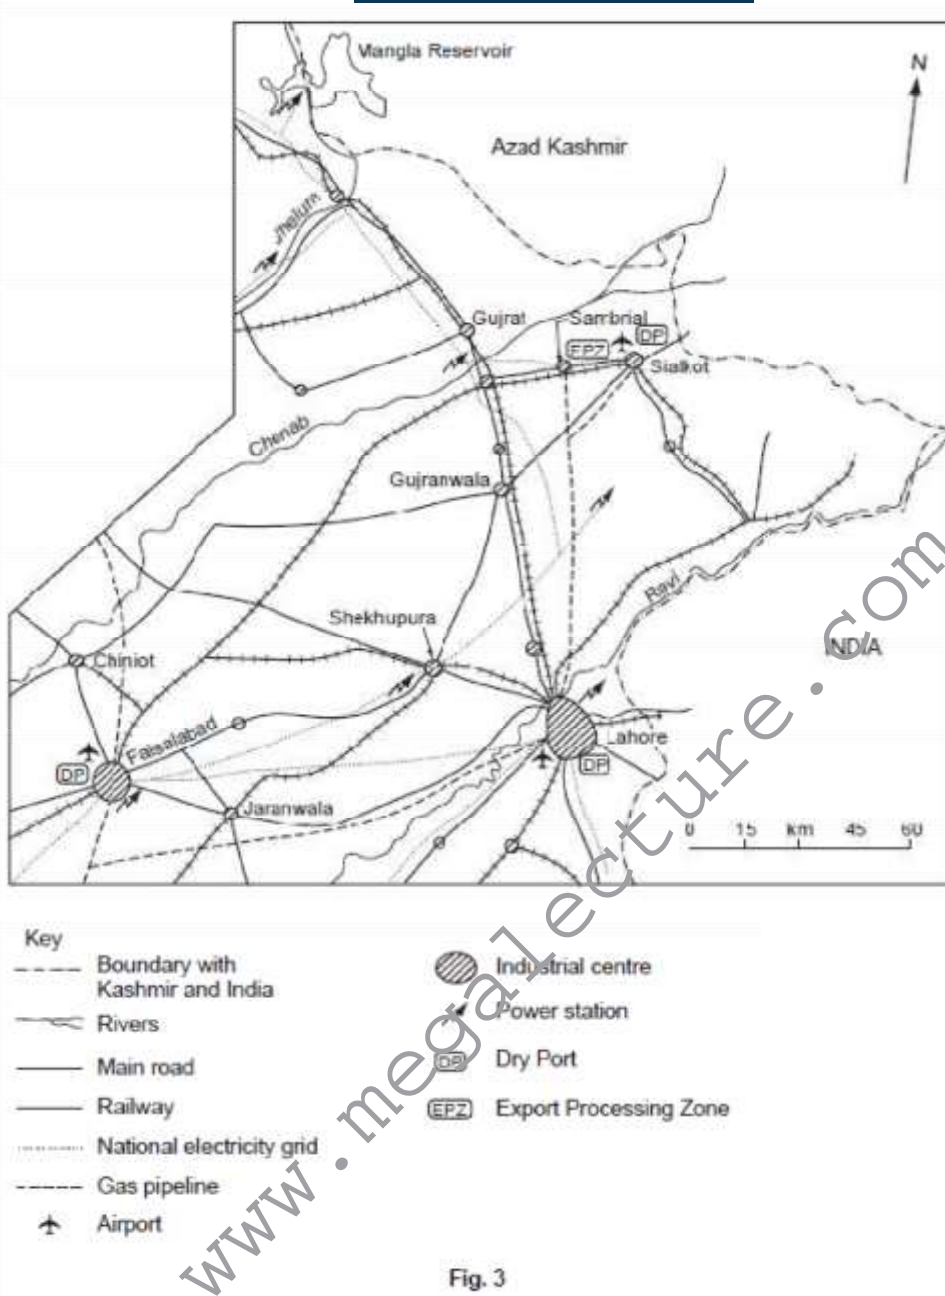 Mangla Reservoir
N
Azad Kashmir
Jhelum
Gujrat
Sambrial
DP
EPZ
Sialkot
Chenab
Gujranwala
Ravi
Shekhupura
INDIA
Chiniot
Faisalabad
Lahore
DP
DP
Jaranwala
0 15 km 45 60
Key
Boundary with
Kashmir and India
Rivers
Main road
Railway
National electricity grid
Gas pipeline
Airport
Industrial centre
Power station
DP Dry Port
EPZ Export Processing Zone
Fig. 3
www.megalecture.com